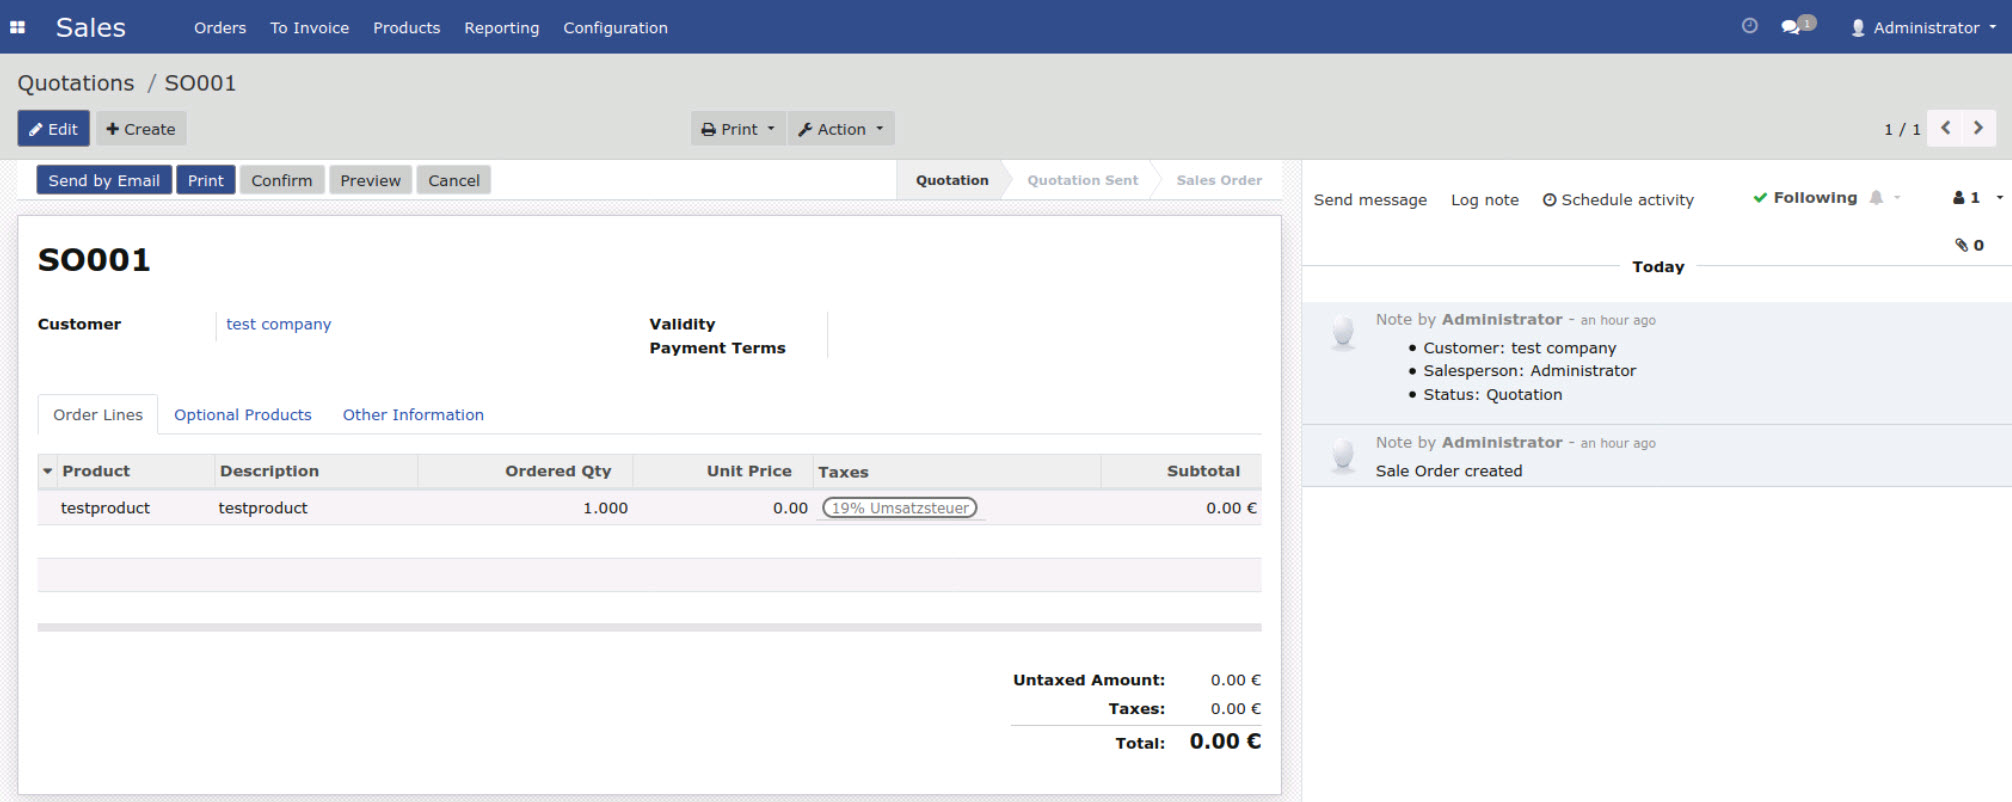 Sales Orders To Invoice Products Reporting Configuration 1 Administrator
Quotations / SO001
Edit Create Print Action 1 / 1
Send by Email Print Confirm Preview Cancel Quotation Quotation Sent Sales Order
SO001
Customer test company
Validity
Payment Terms
Order Lines Optional Products Other Information
Product Description Ordered Qty Unit Price Taxes Subtotal
testproduct testproduct 1.000 0.00 19% Umsatzsteuer 0.00 €
Untaxed Amount: 0.00 €
Taxes: 0.00 €
Total: 0.00 €
Send message Log note Schedule activity Following 1
0
Today
Note by Administrator - an hour ago
• Customer: test company
• Salesperson: Administrator
• Status: Quotation
Note by Administrator - an hour ago
Sale Order created